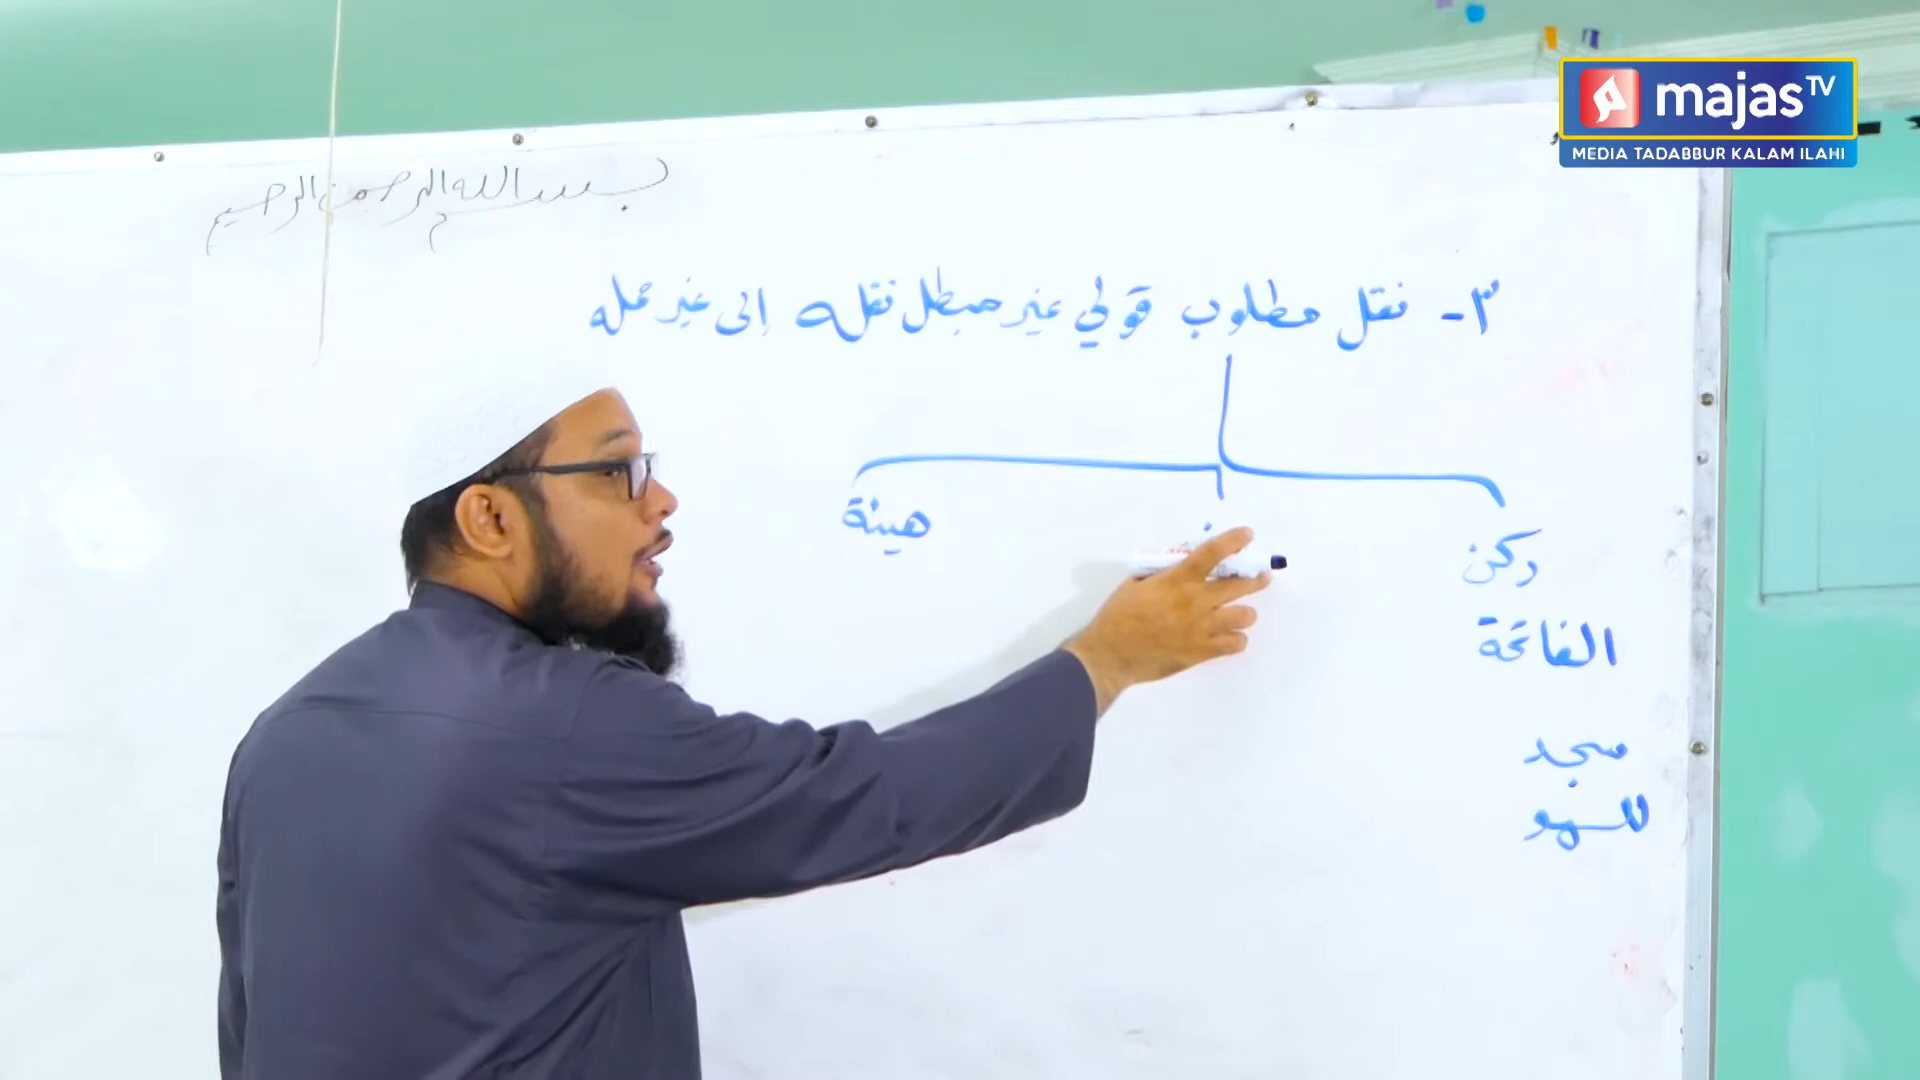 majas TV
MEDIA TADABBUR KALAM ILAHI
بسم الله الرحمن الرحيم
٣- نقل مطلوب قولي غير مبطل نقله إلى غير محله
ركن
هيئة
الفاتحة
سجد
للسهو